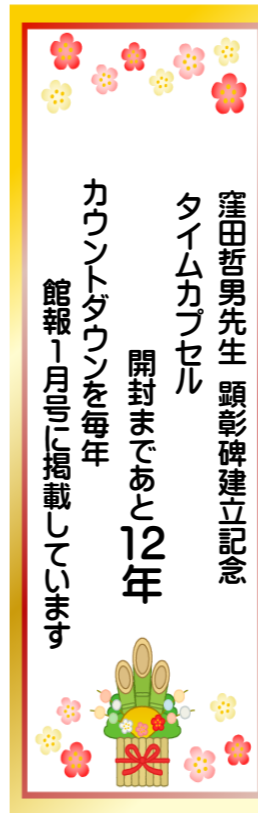 窪田哲男先生 顕彰碑建立記念
タイムカプセル
開封まであと12年
カウントダウンを毎年
館報1月号に掲載しています